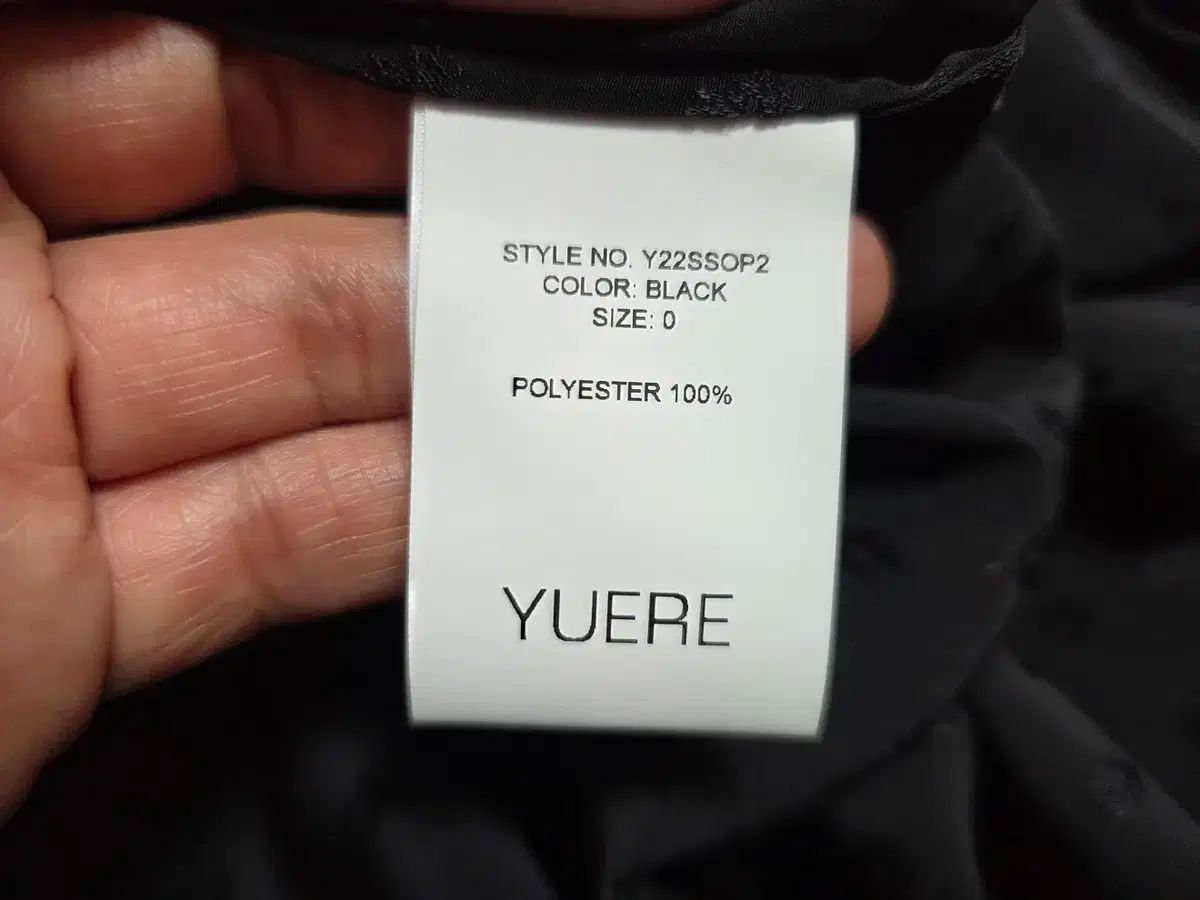 STYLE NO. Y22SSOP2
COLOR: BLACK
SIZE: 0
POLYESTER 100%
YUERE